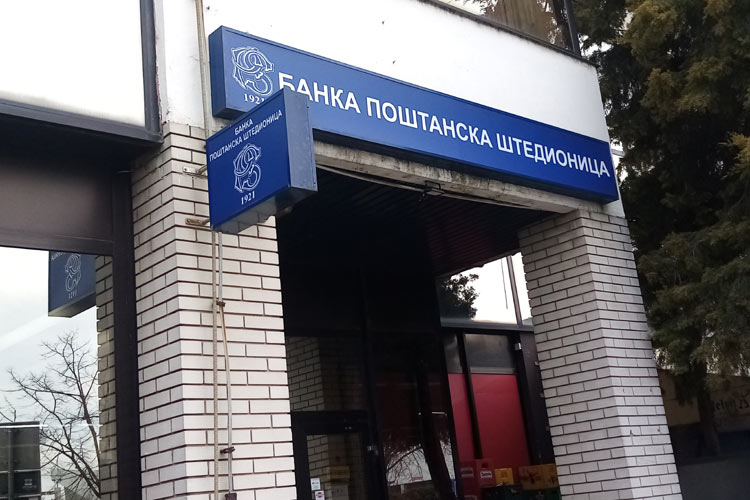 БАНКА ПОШТАНСКА ШТЕДИОНИЦА
1921
БАНКА
ПОШТАНСКА ШТЕДИОНИЦА
1921